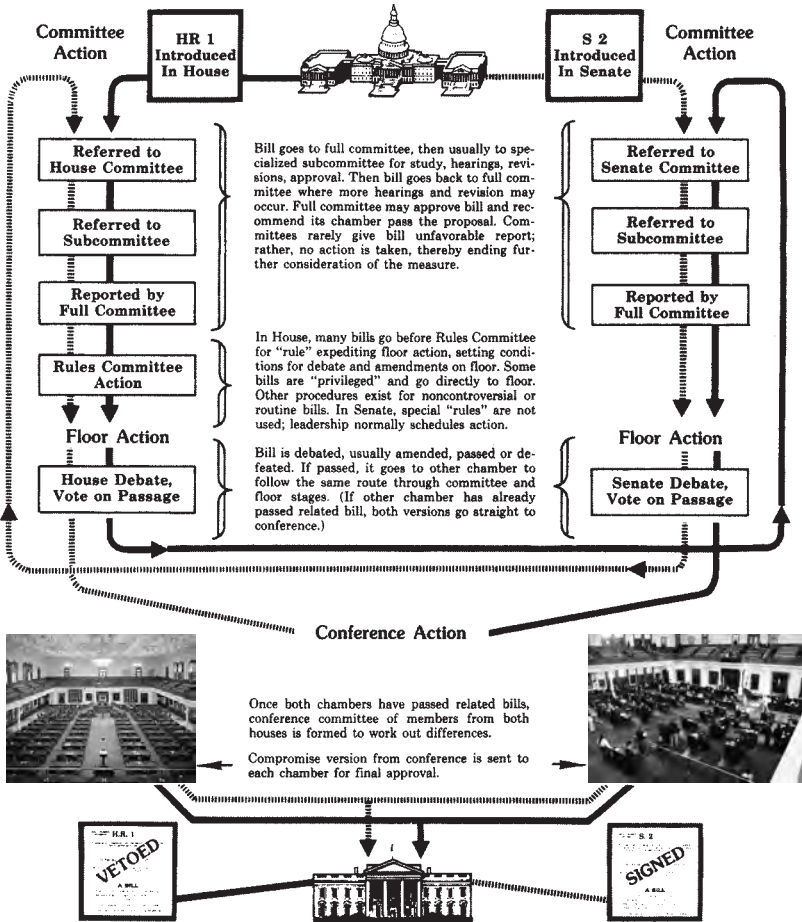 Committee
Action
HR 1
Introduced
In House
S 2
Introduced
In Senate
Committee
Action
Referred to
House Committee
Referred to
Subcommittee
Reported by
Full Committee
Rules Committee
Action
Bill goes to full committee, then usually to spe-
cialized subcommittee for study, hearings, revi-
sions, approval. Then bill goes back to full com-
mittee where more hearings and revision may
occur. Full committee may approve bill and rec-
ommend its chamber pass the proposal. Com-
mittees rarely give bill unfavorable report;
rather, no action is taken, thereby ending fur-
ther consideration of the measure.
Referred to
Senate Committee
Referred to
Subcommittee
Reported by
Full Committee
In House, many bills go before Rules Committee
for “rule” expediting floor action, setting condi-
tions for debate and amendments on floor. Some
bills are “privileged” and go directly to floor.
Other procedures exist for noncontroversial or
routine bills. In Senate, special “rules” are not
used; leadership normally schedules action.
Floor Action
House Debate,
Vote on Passage
Bill is debated, usually amended, passed or de-
feated. If passed, it goes to other chamber to
follow the same route through committee and
floor stages. (If other chamber has already
passed related bill, both versions go straight to
conference.)
Floor Action
Senate Debate,
Vote on Passage
Conference Action
Once both chambers have passed related bills,
conference committee of members from both
houses is formed to work out differences.
Compromise version from conference is sent to
each chamber for final approval.
H.R. 1
VETOED
A BILL
S. 2
SIGNED
A BILL